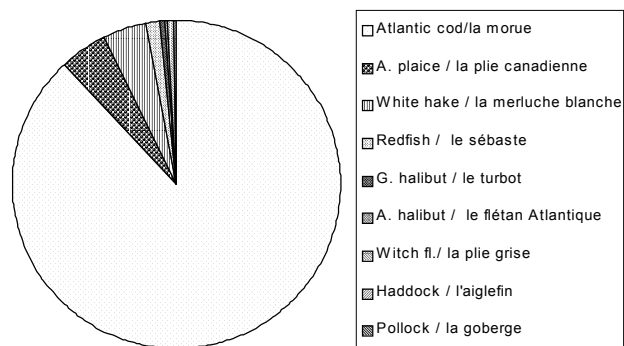 Atlantic cod/la morue
A. plaice / la plie canadienne
White hake / la merluche blanche
Redfish / le sébaste
G. halibut / le turbot
A. halibut / le flétan Atlantique
Witch fl./ la plie grise
Haddock / l'aiglefin
Pollock / la goberge